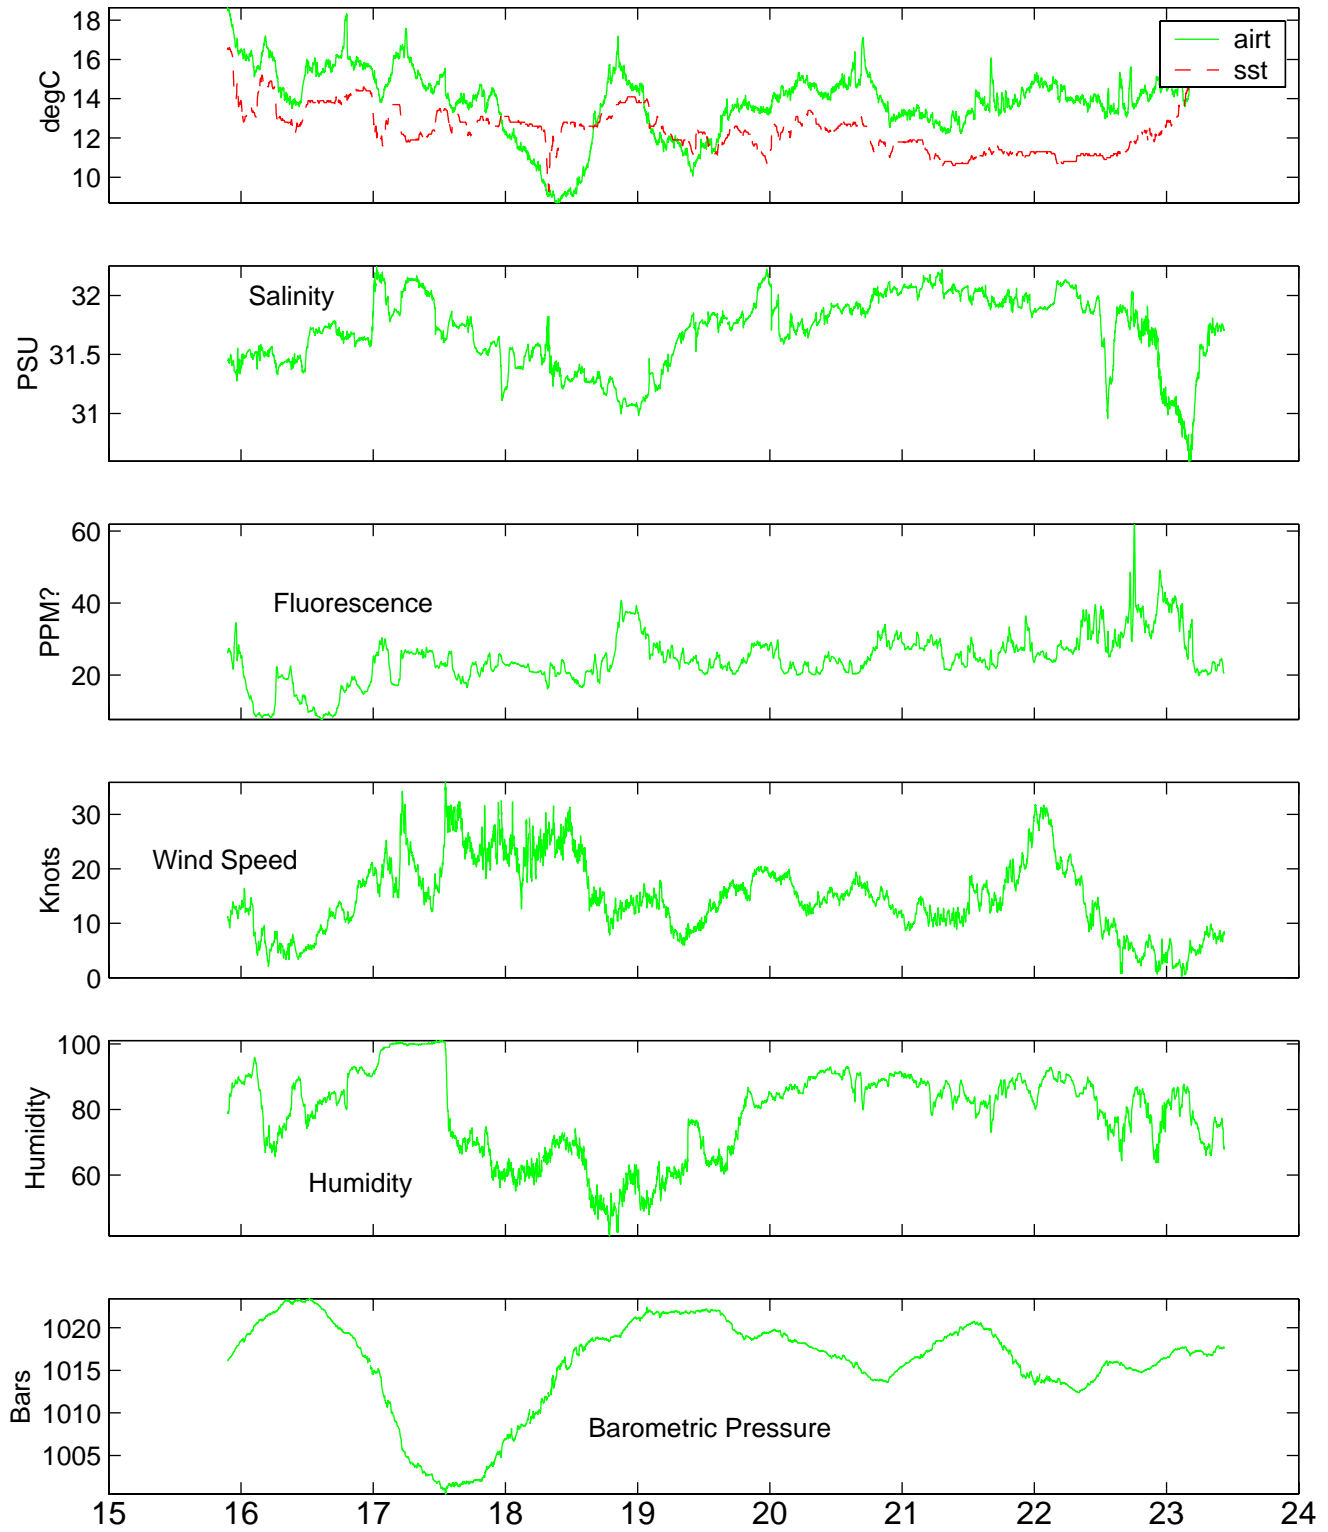 18
16
14
12
10
degC
airt
sst
32
31.5
31
PSU
Salinity
60
40
20
PPM?
Fluorescence
30
20
10
0
Knots
Wind Speed
100
80
60
Humidity
Humidity
1020
1015
1010
1005
Bars
Barometric Pressure
15 16 17 18 19 20 21 22 23 24